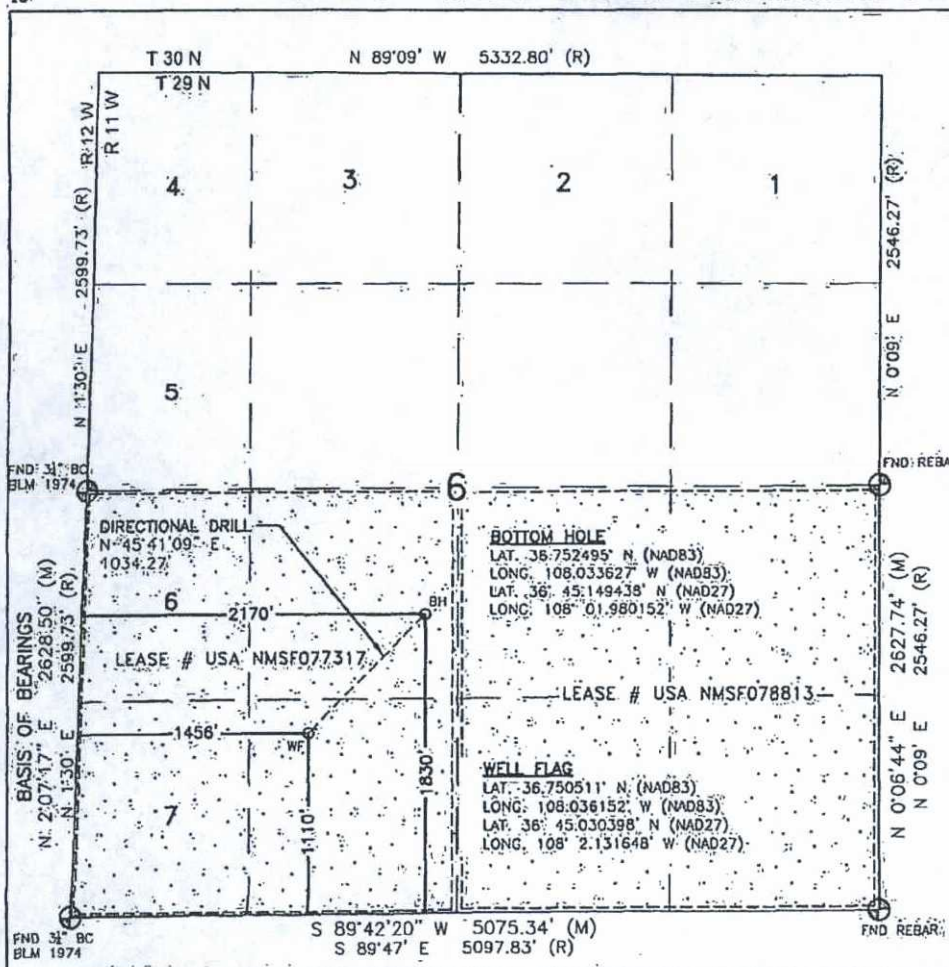 T 30 N
T 29 N
N 89°09' W 5332.80' (R)
R 12 W
R 11 W
4
3
2
1
N 1°30' E 2599.73' (R)
N 0°09' E 2546.27' (R)
5
FND 3¼" BC
BLM 1974
6
FND REBA
DIRECTIONAL DRILL
N 45°41'09" E
1034.27'
BOTTOM HOLE
LAT. 36.752495° N (NAD83)
LONG. 108.033627° W (NAD83)
LAT. 36° 45.149438' N (NAD27)
LONG. 108° 01.980152' W (NAD27)
6
2170'
BH
LEASE # USA NMSF077317
LEASE # USA NMSF078813
1456'
WF
1830'
1110'
7
WELL FLAG
LAT. 36.750511° N (NAD83)
LONG. 108.036152° W (NAD83)
LAT. 36° 45.030398' N (NAD27)
LONG. 108° 2.131648' W (NAD27)
BASIS OF BEARINGS
N 2°07'17" E 2628.50' (M)
N 1°30' E 2599.73' (R)
N 0°06'44" E 2627.74' (M)
N 0°09' E 2546.27' (R)
FND 3¼" BC
BLM 1974
S 89°42'20" W 5075.34' (M)
S 89°47' E 5097.83' (R)
FND REBAR